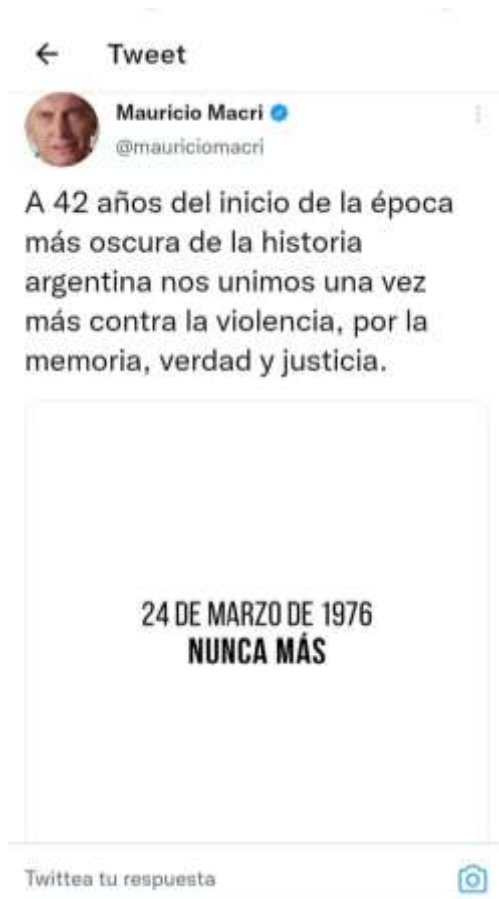 Tweet
Mauricio Macri
@mauriciomacri
A 42 años del inicio de la época
más oscura de la historia
argentina nos unimos una vez
más contra la violencia, por la
memoria, verdad y justicia.
24 DE MARZO DE 1976
NUNCA MÁS
Twittea tu respuesta